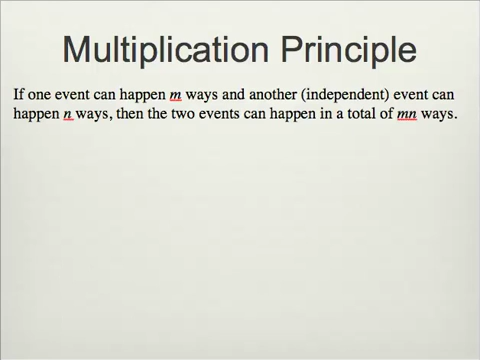 Multiplication Principle
If one event can happen m ways and another (independent) event can
happen n ways, then the two events can happen in a total of mn ways.